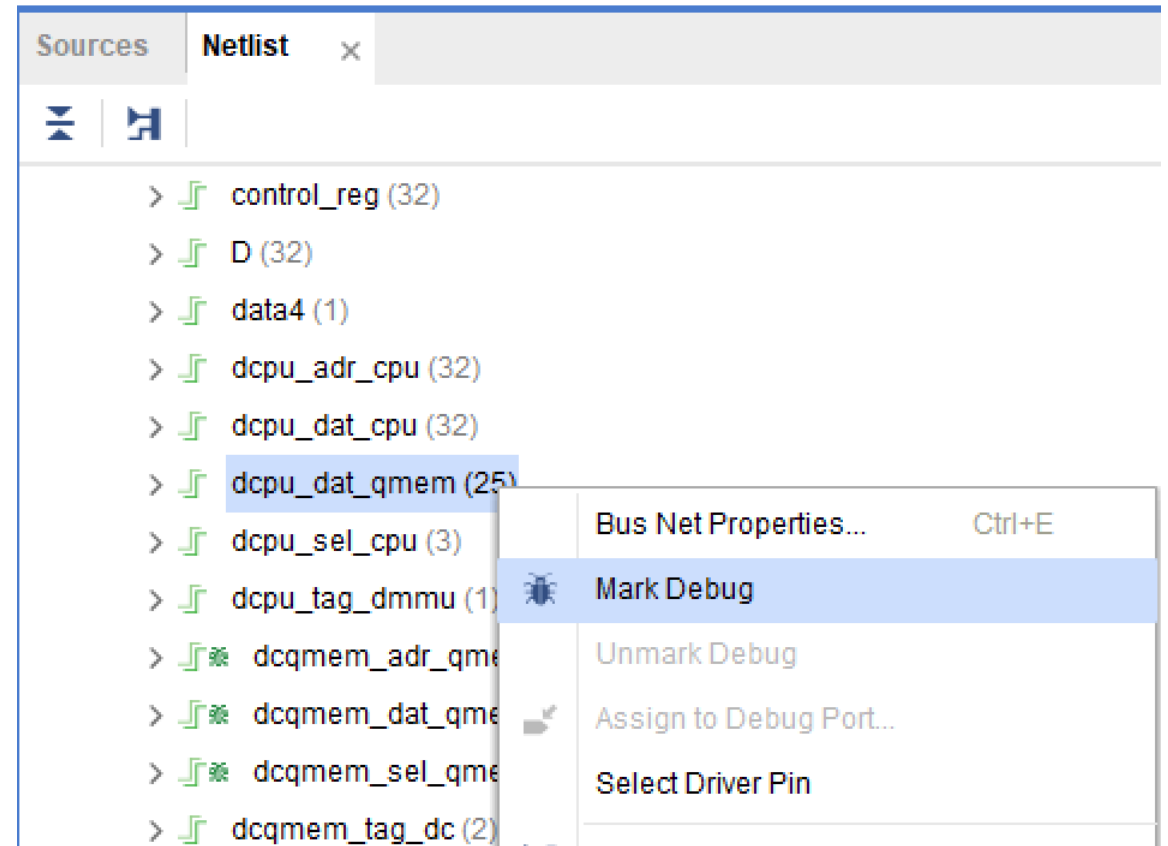 Sources Netlist
control_reg (32)
D (32)
data4 (1)
dcpu_adr_cpu (32)
dcpu_dat_cpu (32)
dcpu_dat_qmem (25)
dcpu_sel_cpu (3)
dcpu_tag_dmmu (1)
dcqmem_adr_qme
dcqmem_dat_qme
dcqmem_sel_qme
dcqmem_tag_dc (2)
Bus Net Properties... Ctrl+E
Mark Debug
Unmark Debug
Assign to Debug Port...
Select Driver Pin